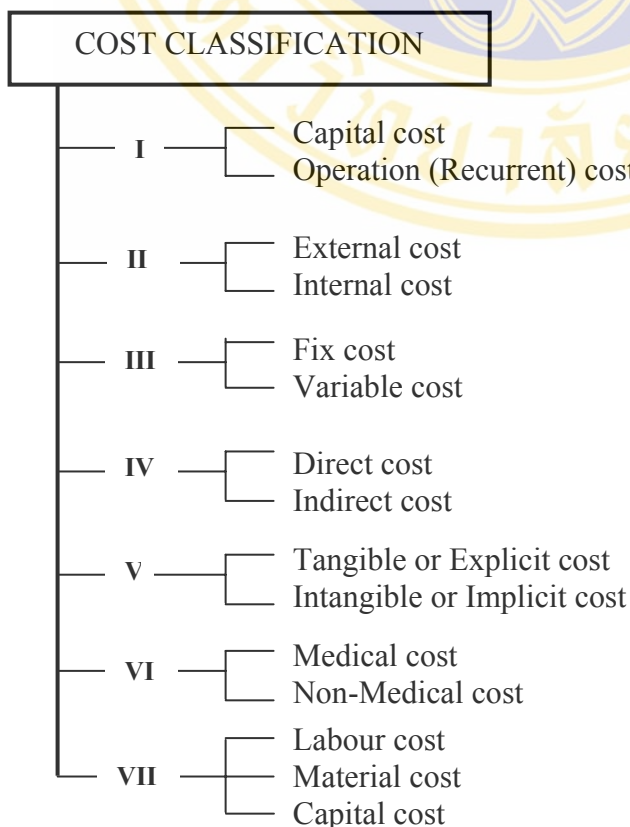 COST CLASSIFICATION
I
Capital cost
Operation (Recurrent) cost
II
External cost
Internal cost
III
Fix cost
Variable cost
IV
Direct cost
Indirect cost
V
Tangible or Explicit cost
Intangible or Implicit cost
VI
Medical cost
Non-Medical cost
VII
Labour cost
Material cost
Capital cost